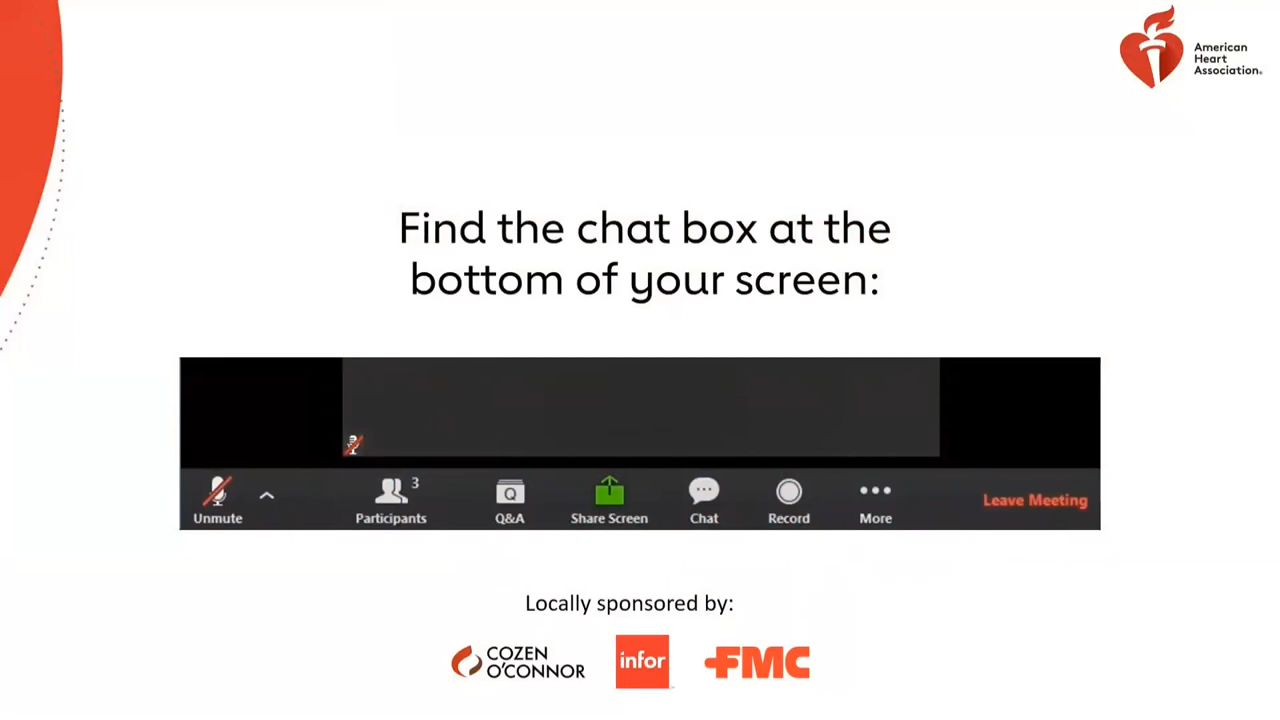 American
Heart
Association®
Find the chat box at the
bottom of your screen:
3
Unmute
Participants
Q
Q&A
Share Screen
Chat
Record
More
Leave Meeting
Locally sponsored by:
COZEN
O'CONNOR
infor
FMC